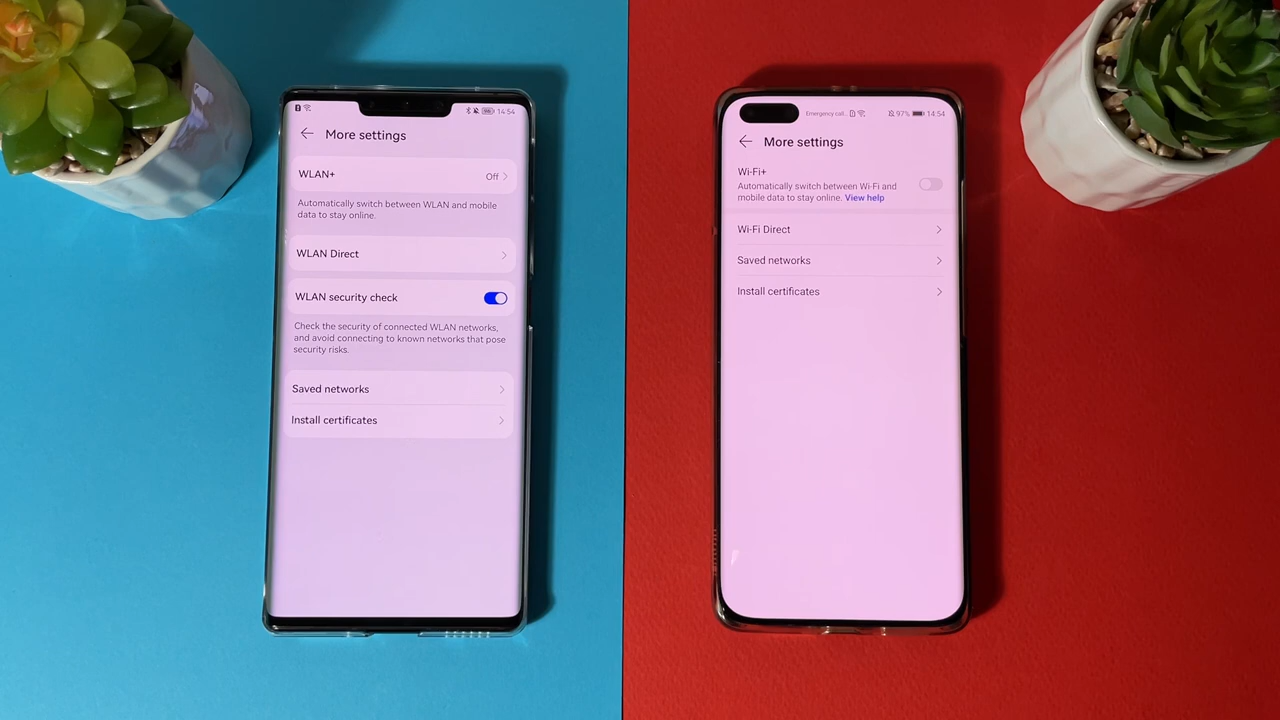 14:54
More settings
WLAN+
Off
Automatically switch between WLAN and mobile
data to stay online.
WLAN Direct
WLAN security check
Check the security of connected WLAN networks,
and avoid connecting to known networks that pose
security risks.
Saved networks
Install certificates
Emergency call...
97%
14:54
More settings
Wi-Fi+
Automatically switch between Wi-Fi and
mobile data to stay online. View help
Wi-Fi Direct
Saved networks
Install certificates